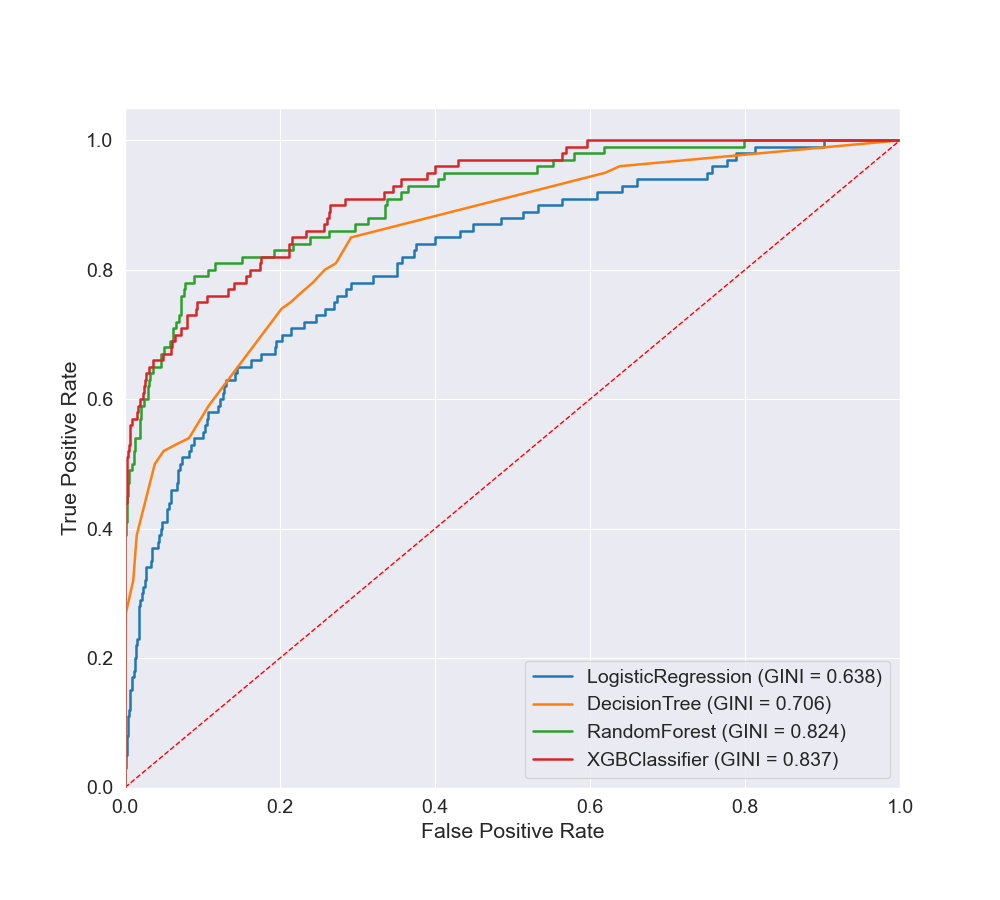 1.0
0.8
0.6
0.4
0.2
0.0
True Positive Rate
0.0 0.2 0.4 0.6 0.8 1.0
False Positive Rate
LogisticRegression (GINI = 0.638)
DecisionTree (GINI = 0.706)
RandomForest (GINI = 0.824)
XGBClassifier (GINI = 0.837)